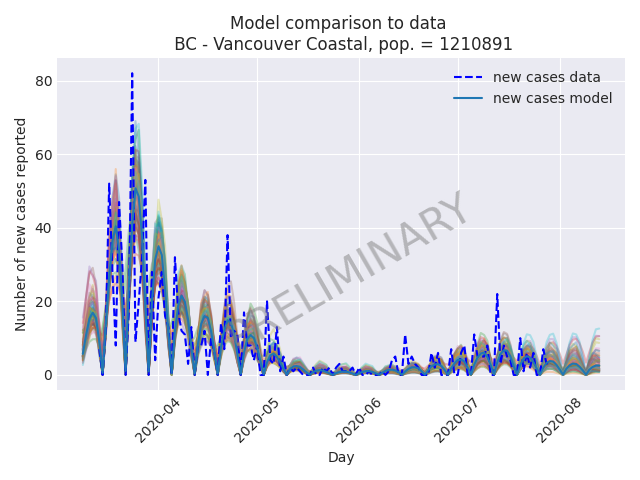 Model comparison to data
BC - Vancouver Coastal, pop. = 1210891
new cases data
new cases model
Number of new cases reported
80
60
40
20
0
PRELIMINARY
2020-04
2020-05
2020-06
2020-07
2020-08
Day